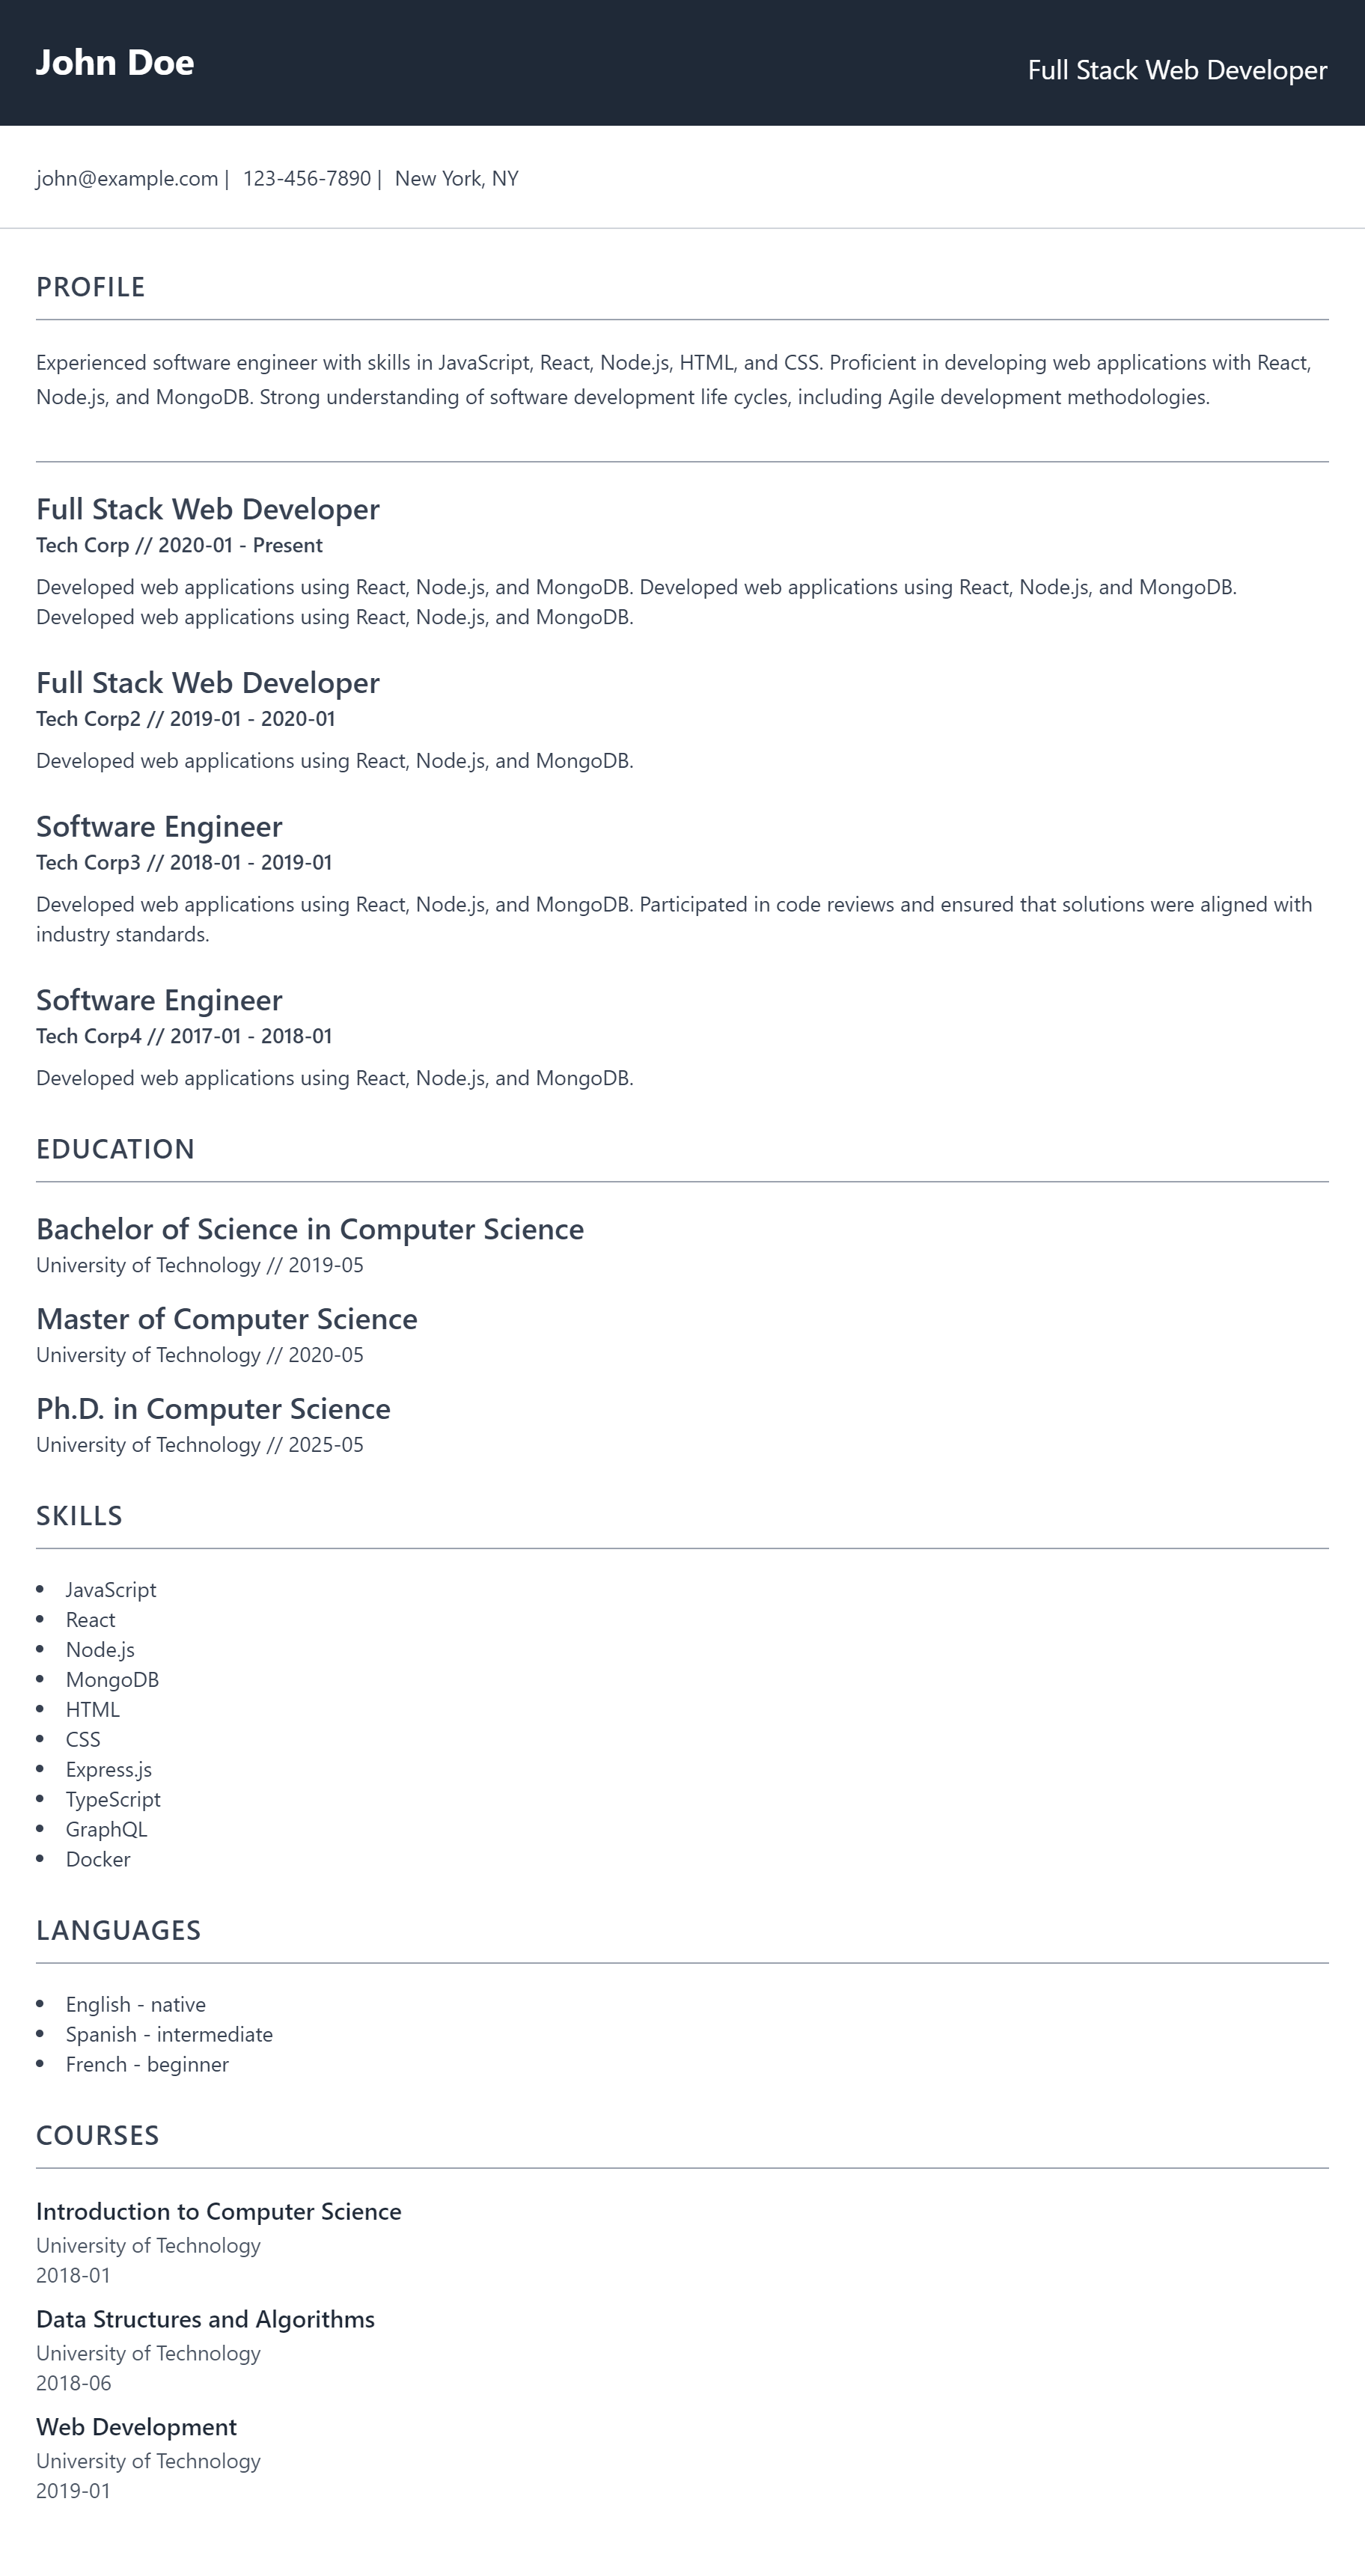 John Doe
Full Stack Web Developer
john@example.com | 123-456-7890 | New York, NY
PROFILE
Experienced software engineer with skills in JavaScript, React, Node.js, HTML, and CSS. Proficient in developing web applications with React,
Node.js, and MongoDB. Strong understanding of software development life cycles, including Agile development methodologies.
Full Stack Web Developer
Tech Corp // 2020-01 - Present
Developed web applications using React, Node.js, and MongoDB. Developed web applications using React, Node.js, and MongoDB.
Developed web applications using React, Node.js, and MongoDB.
Full Stack Web Developer
Tech Corp2 // 2019-01 - 2020-01
Developed web applications using React, Node.js, and MongoDB.
Software Engineer
Tech Corp3 // 2018-01 - 2019-01
Developed web applications using React, Node.js, and MongoDB. Participated in code reviews and ensured that solutions were aligned with
industry standards.
Software Engineer
Tech Corp4 // 2017-01 - 2018-01
Developed web applications using React, Node.js, and MongoDB.
EDUCATION
Bachelor of Science in Computer Science
University of Technology // 2019-05
Master of Computer Science
University of Technology // 2020-05
Ph.D. in Computer Science
University of Technology // 2025-05
SKILLS
• JavaScript
• React
• Node.js
• MongoDB
• HTML
• CSS
• Express.js
• TypeScript
• GraphQL
• Docker
LANGUAGES
• English - native
• Spanish - intermediate
• French - beginner
COURSES
Introduction to Computer Science
University of Technology
2018-01
Data Structures and Algorithms
University of Technology
2018-06
Web Development
University of Technology
2019-01